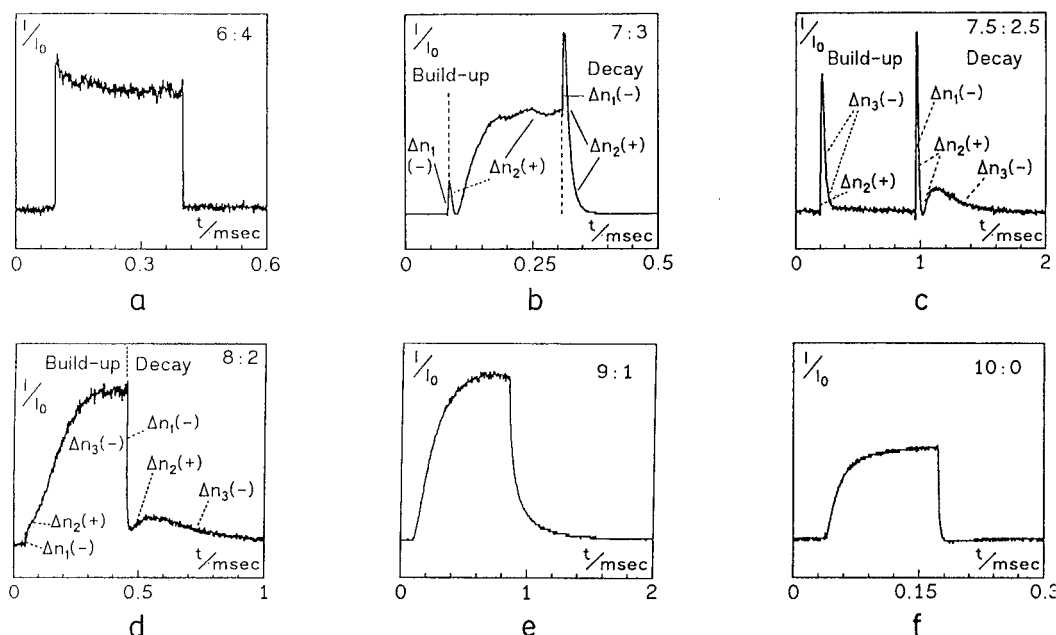 I/I₀
6:4
t/msec
0 0.3 0.6
a
I/I₀
7:3
Build-up
Decay
Δn₁(-)
Δn₁
(-)
Δn₂(+)
Δn₂(+)
t/msec
0 0.25 0.5
b
I/I₀
7.5:2.5
Build-up Decay
Δn₃(-)
Δn₁(-)
Δn₂(+)
Δn₂(+)
Δn₃(-)
t/msec
0 1 2
c
Build-up Decay
8:2
I/I₀
Δn₃(-)
Δn₁(-)
Δn₂(+)
Δn₃(-)
Δn₂(+)
Δn₁(-)
t/msec
0 0.5 1
d
I/I₀
9:1
t/msec
0 1 2
e
I/I₀
10:0
t/msec
0 0.15 0.3
f